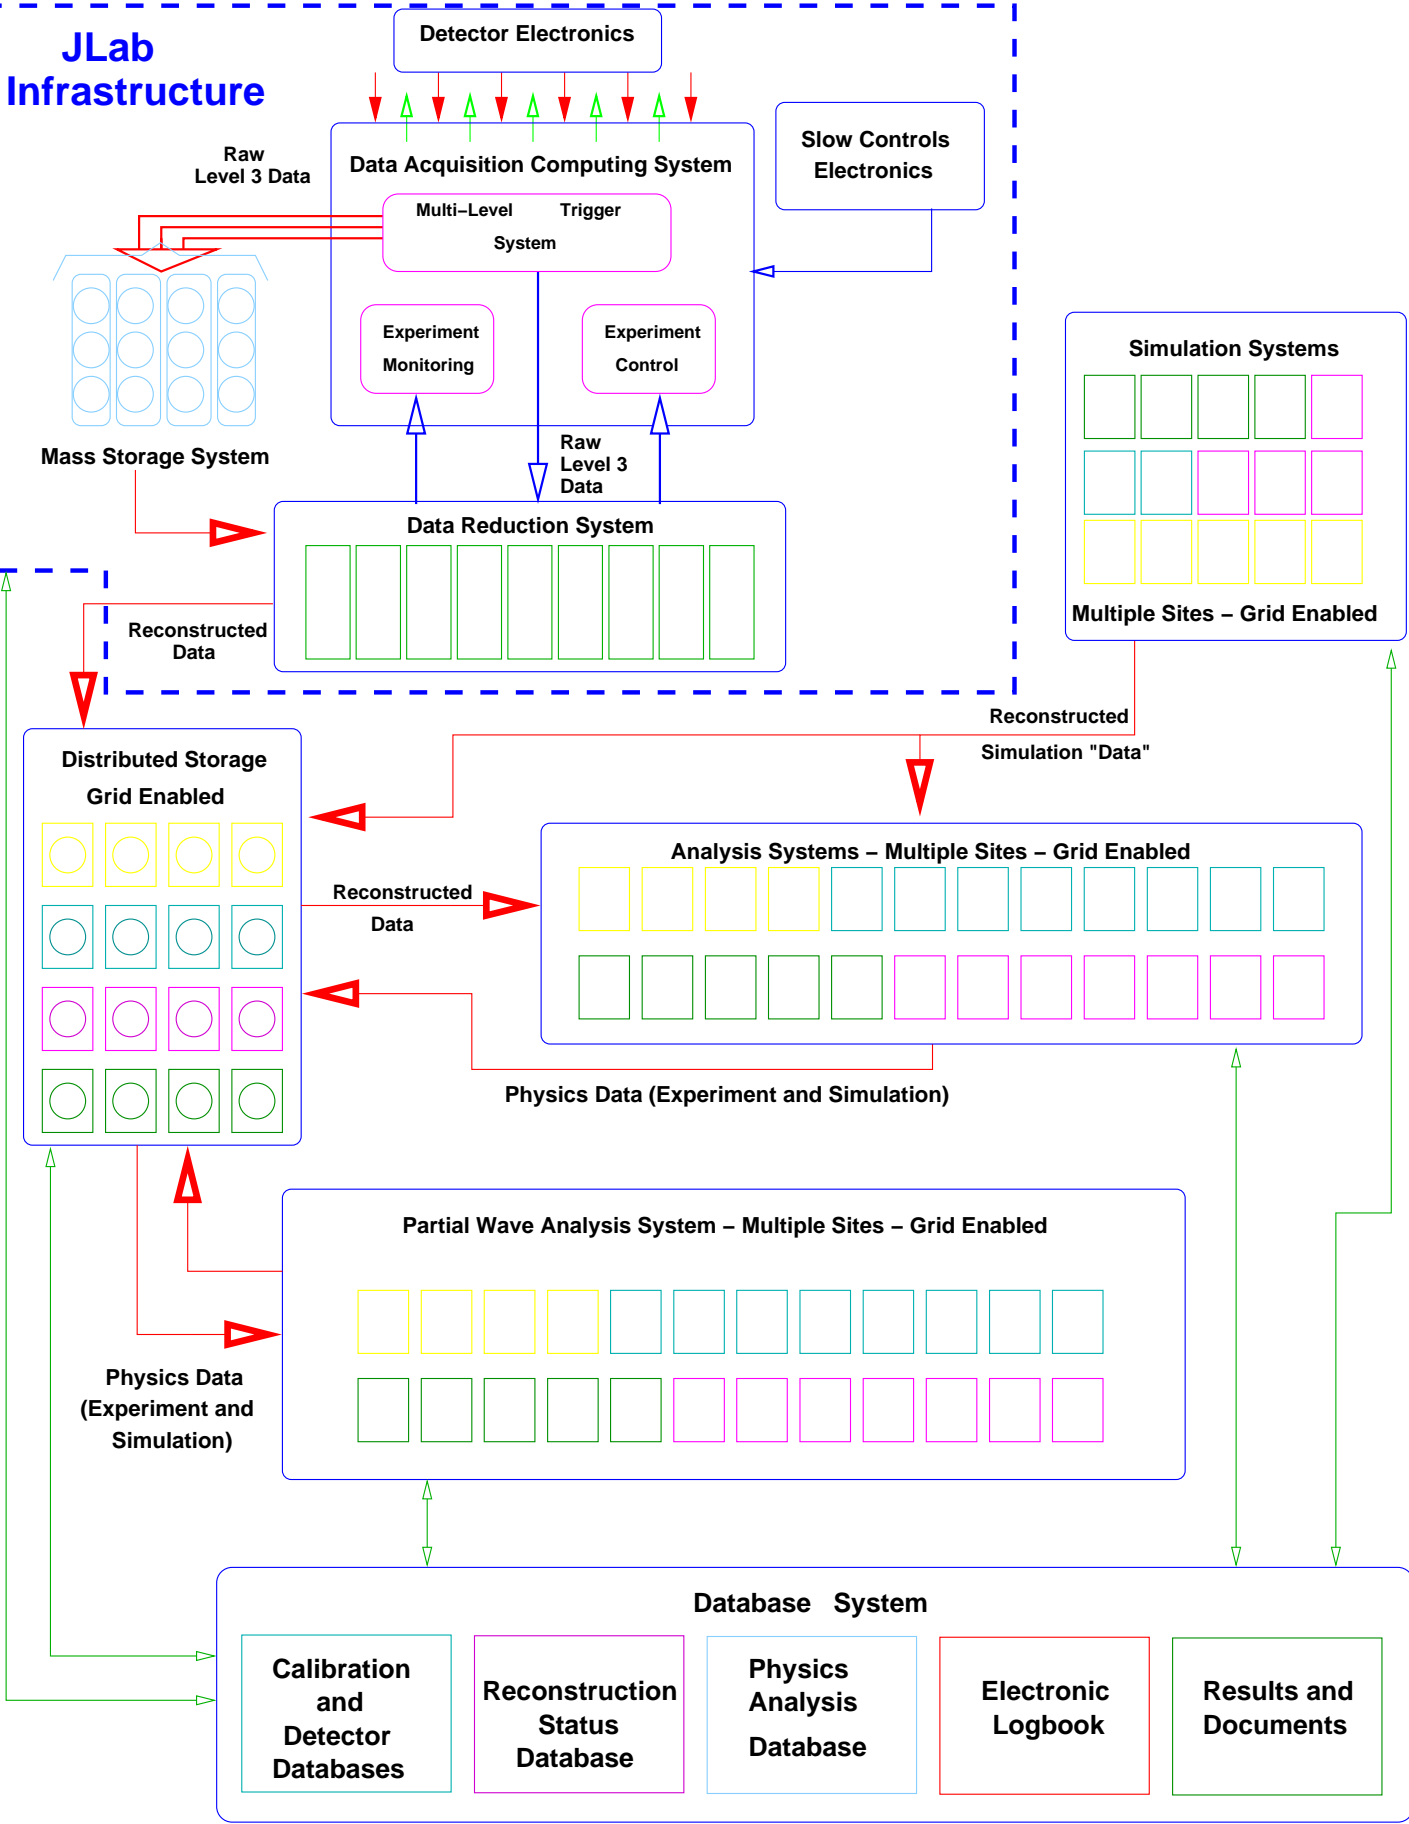 JLab
Infrastructure
Detector Electronics
Slow Controls
Electronics
Raw
Level 3 Data
Data Acquisition Computing System
Multi–Level Trigger
System
Experiment
Monitoring
Experiment
Control
Simulation Systems
Multiple Sites – Grid Enabled
Mass Storage System
Raw
Level 3
Data
Data Reduction System
Reconstructed
Data
Reconstructed
Simulation "Data"
Distributed Storage
Grid Enabled
Reconstructed
Data
Analysis Systems – Multiple Sites – Grid Enabled
Physics Data (Experiment and Simulation)
Partial Wave Analysis System – Multiple Sites – Grid Enabled
Physics Data
(Experiment and
Simulation)
Database System
Calibration
and
Detector
Databases
Reconstruction
Status
Database
Physics
Analysis
Database
Electronic
Logbook
Results and
Documents